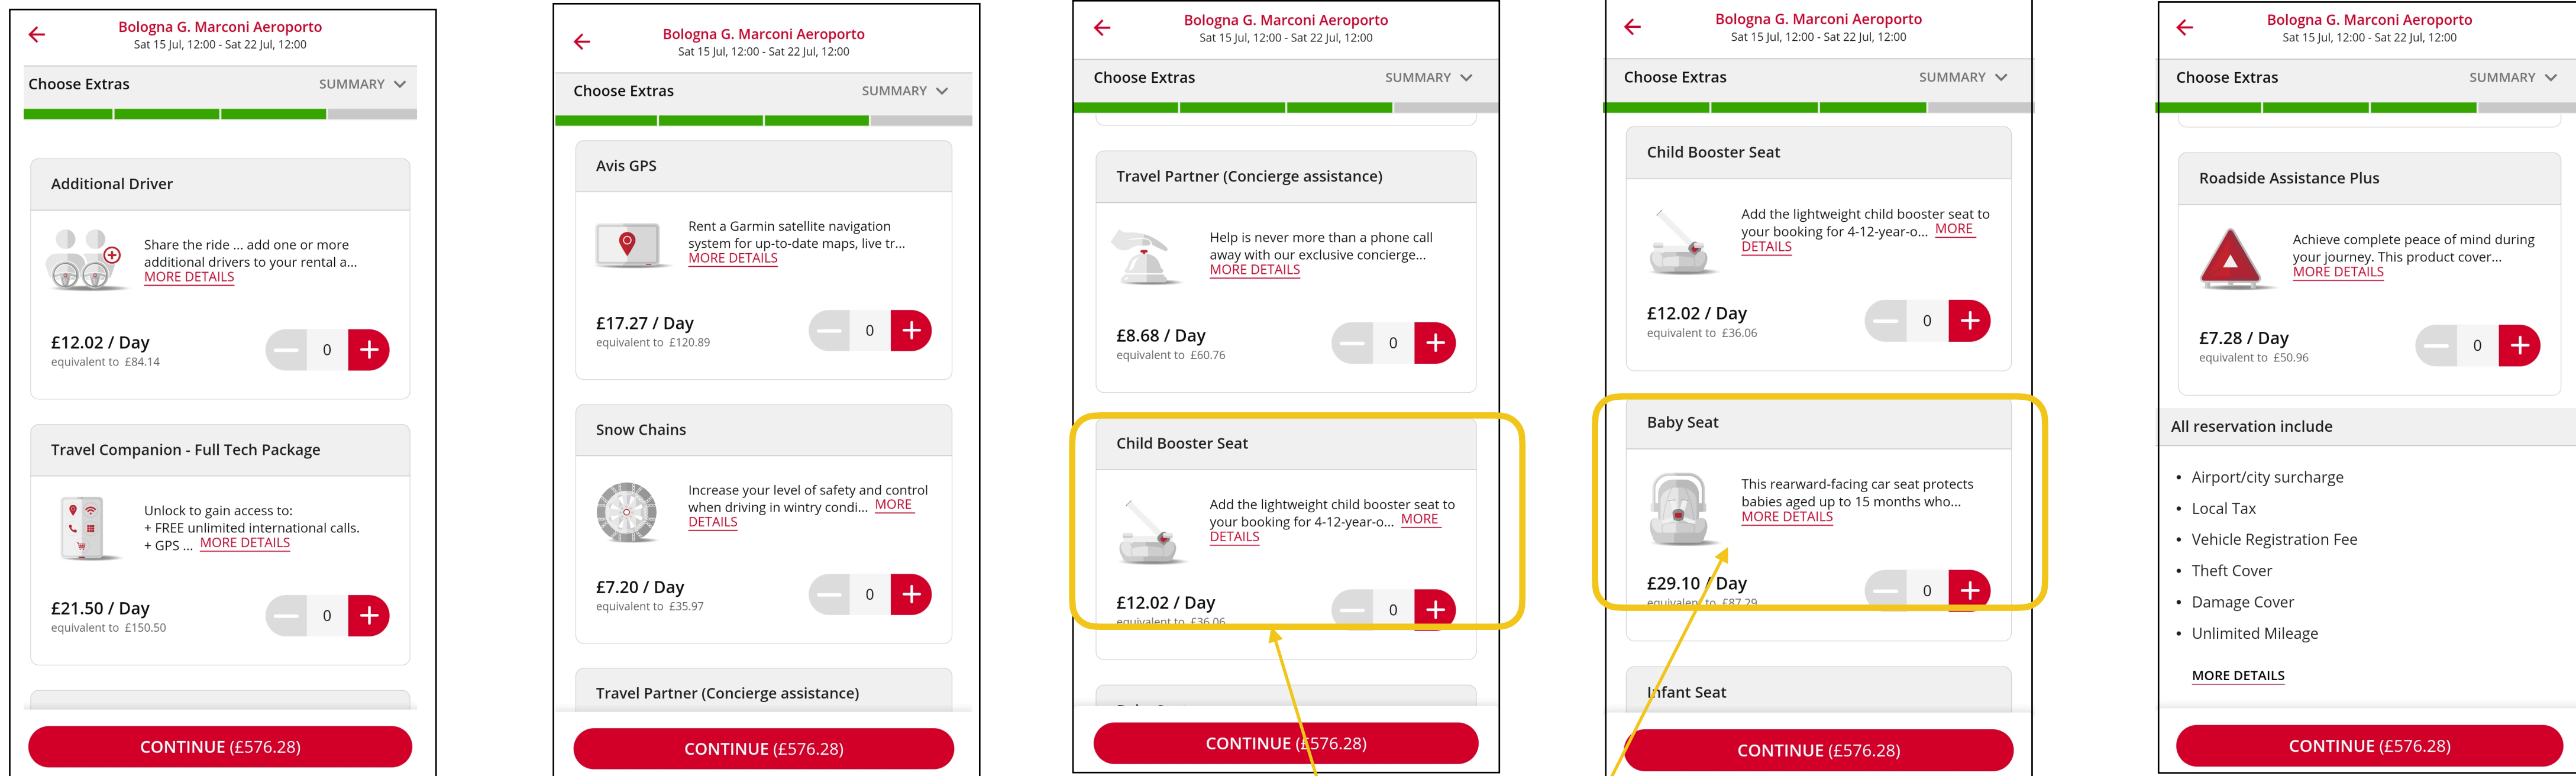 Bologna G. Marconi Aeroporto
Sat 15 Jul, 12:00 - Sat 22 Jul, 12:00
Choose Extras
SUMMARY
Additional Driver
Share the ride ... add one or more
additional drivers to your rental a...
MORE DETAILS
£12.02 / Day
equivalent to £84.14
0
Travel Companion - Full Tech Package
Unlock to gain access to:
+ FREE unlimited international calls.
+ GPS ... MORE DETAILS
£21.50 / Day
equivalent to £150.50
0
CONTINUE (£576.28)
Bologna G. Marconi Aeroporto
Sat 15 Jul, 12:00 - Sat 22 Jul, 12:00
Choose Extras
SUMMARY
Avis GPS
Rent a Garmin satellite navigation
system for up-to-date maps, live tr...
MORE DETAILS
£17.27 / Day
equivalent to £120.89
0
Snow Chains
Increase your level of safety and control
when driving in wintry condi... MORE
DETAILS
£7.20 / Day
equivalent to £35.97
0
Travel Partner (Concierge assistance)
CONTINUE (£576.28)
Bologna G. Marconi Aeroporto
Sat 15 Jul, 12:00 - Sat 22 Jul, 12:00
Choose Extras
SUMMARY
Travel Partner (Concierge assistance)
Help is never more than a phone call
away with our exclusive concierge...
MORE DETAILS
£8.68 / Day
equivalent to £60.76
0
Child Booster Seat
Add the lightweight child booster seat to
your booking for 4-12-year-o... MORE
DETAILS
£12.02 / Day
equivalent to £36.06
0
CONTINUE (£576.28)
Bologna G. Marconi Aeroporto
Sat 15 Jul, 12:00 - Sat 22 Jul, 12:00
Choose Extras
SUMMARY
Child Booster Seat
Add the lightweight child booster seat to
your booking for 4-12-year-o... MORE
DETAILS
£12.02 / Day
equivalent to £36.06
0
Baby Seat
This rearward-facing car seat protects
babies aged up to 15 months who...
MORE DETAILS
£29.10 / Day
equivalent to £87.29
0
Infant Seat
CONTINUE (£576.28)
Bologna G. Marconi Aeroporto
Sat 15 Jul, 12:00 - Sat 22 Jul, 12:00
Choose Extras
SUMMARY
Roadside Assistance Plus
Achieve complete peace of mind during
your journey. This product cover...
MORE DETAILS
£7.28 / Day
equivalent to £50.96
0
All reservation include
• Airport/city surcharge
• Local Tax
• Vehicle Registration Fee
• Theft Cover
• Damage Cover
• Unlimited Mileage
MORE DETAILS
CONTINUE (£576.28)